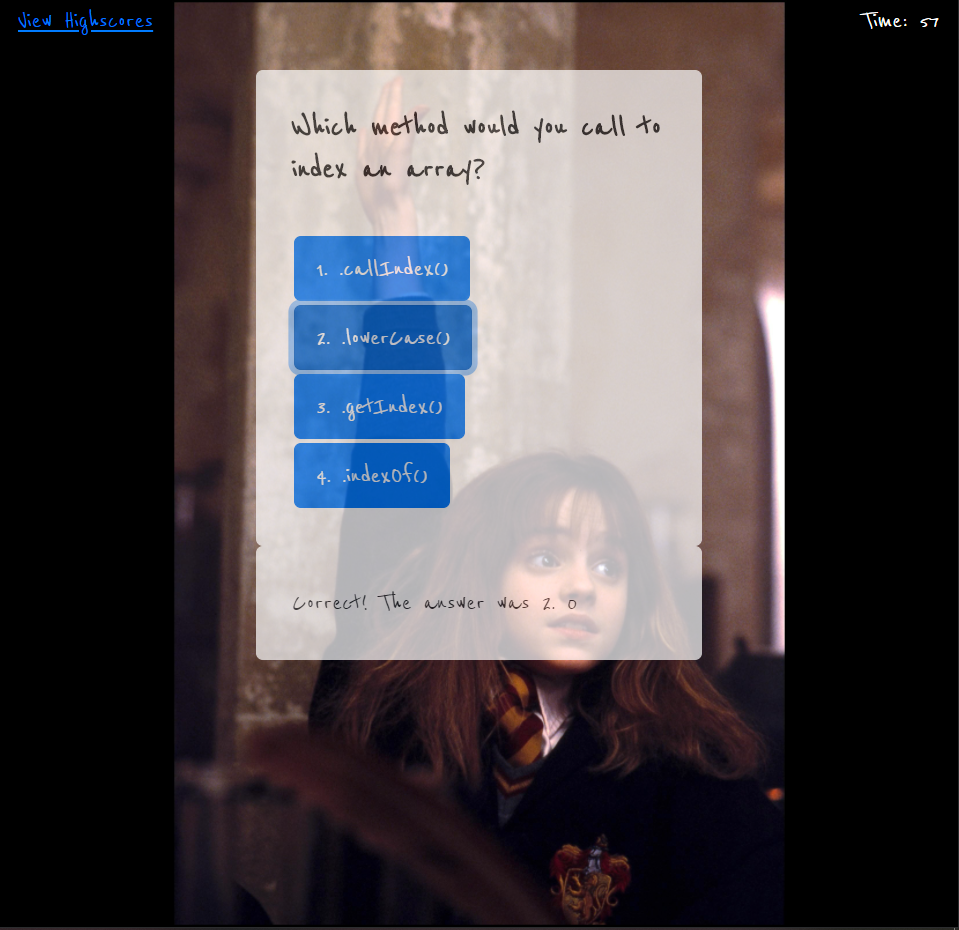 View Highscores
Time: 57
Which method would you call to
index an array?
1. .callIndex()
2. .lowerCase()
3. .getIndex()
4. .indexOf()
Correct! The answer was 2. 0